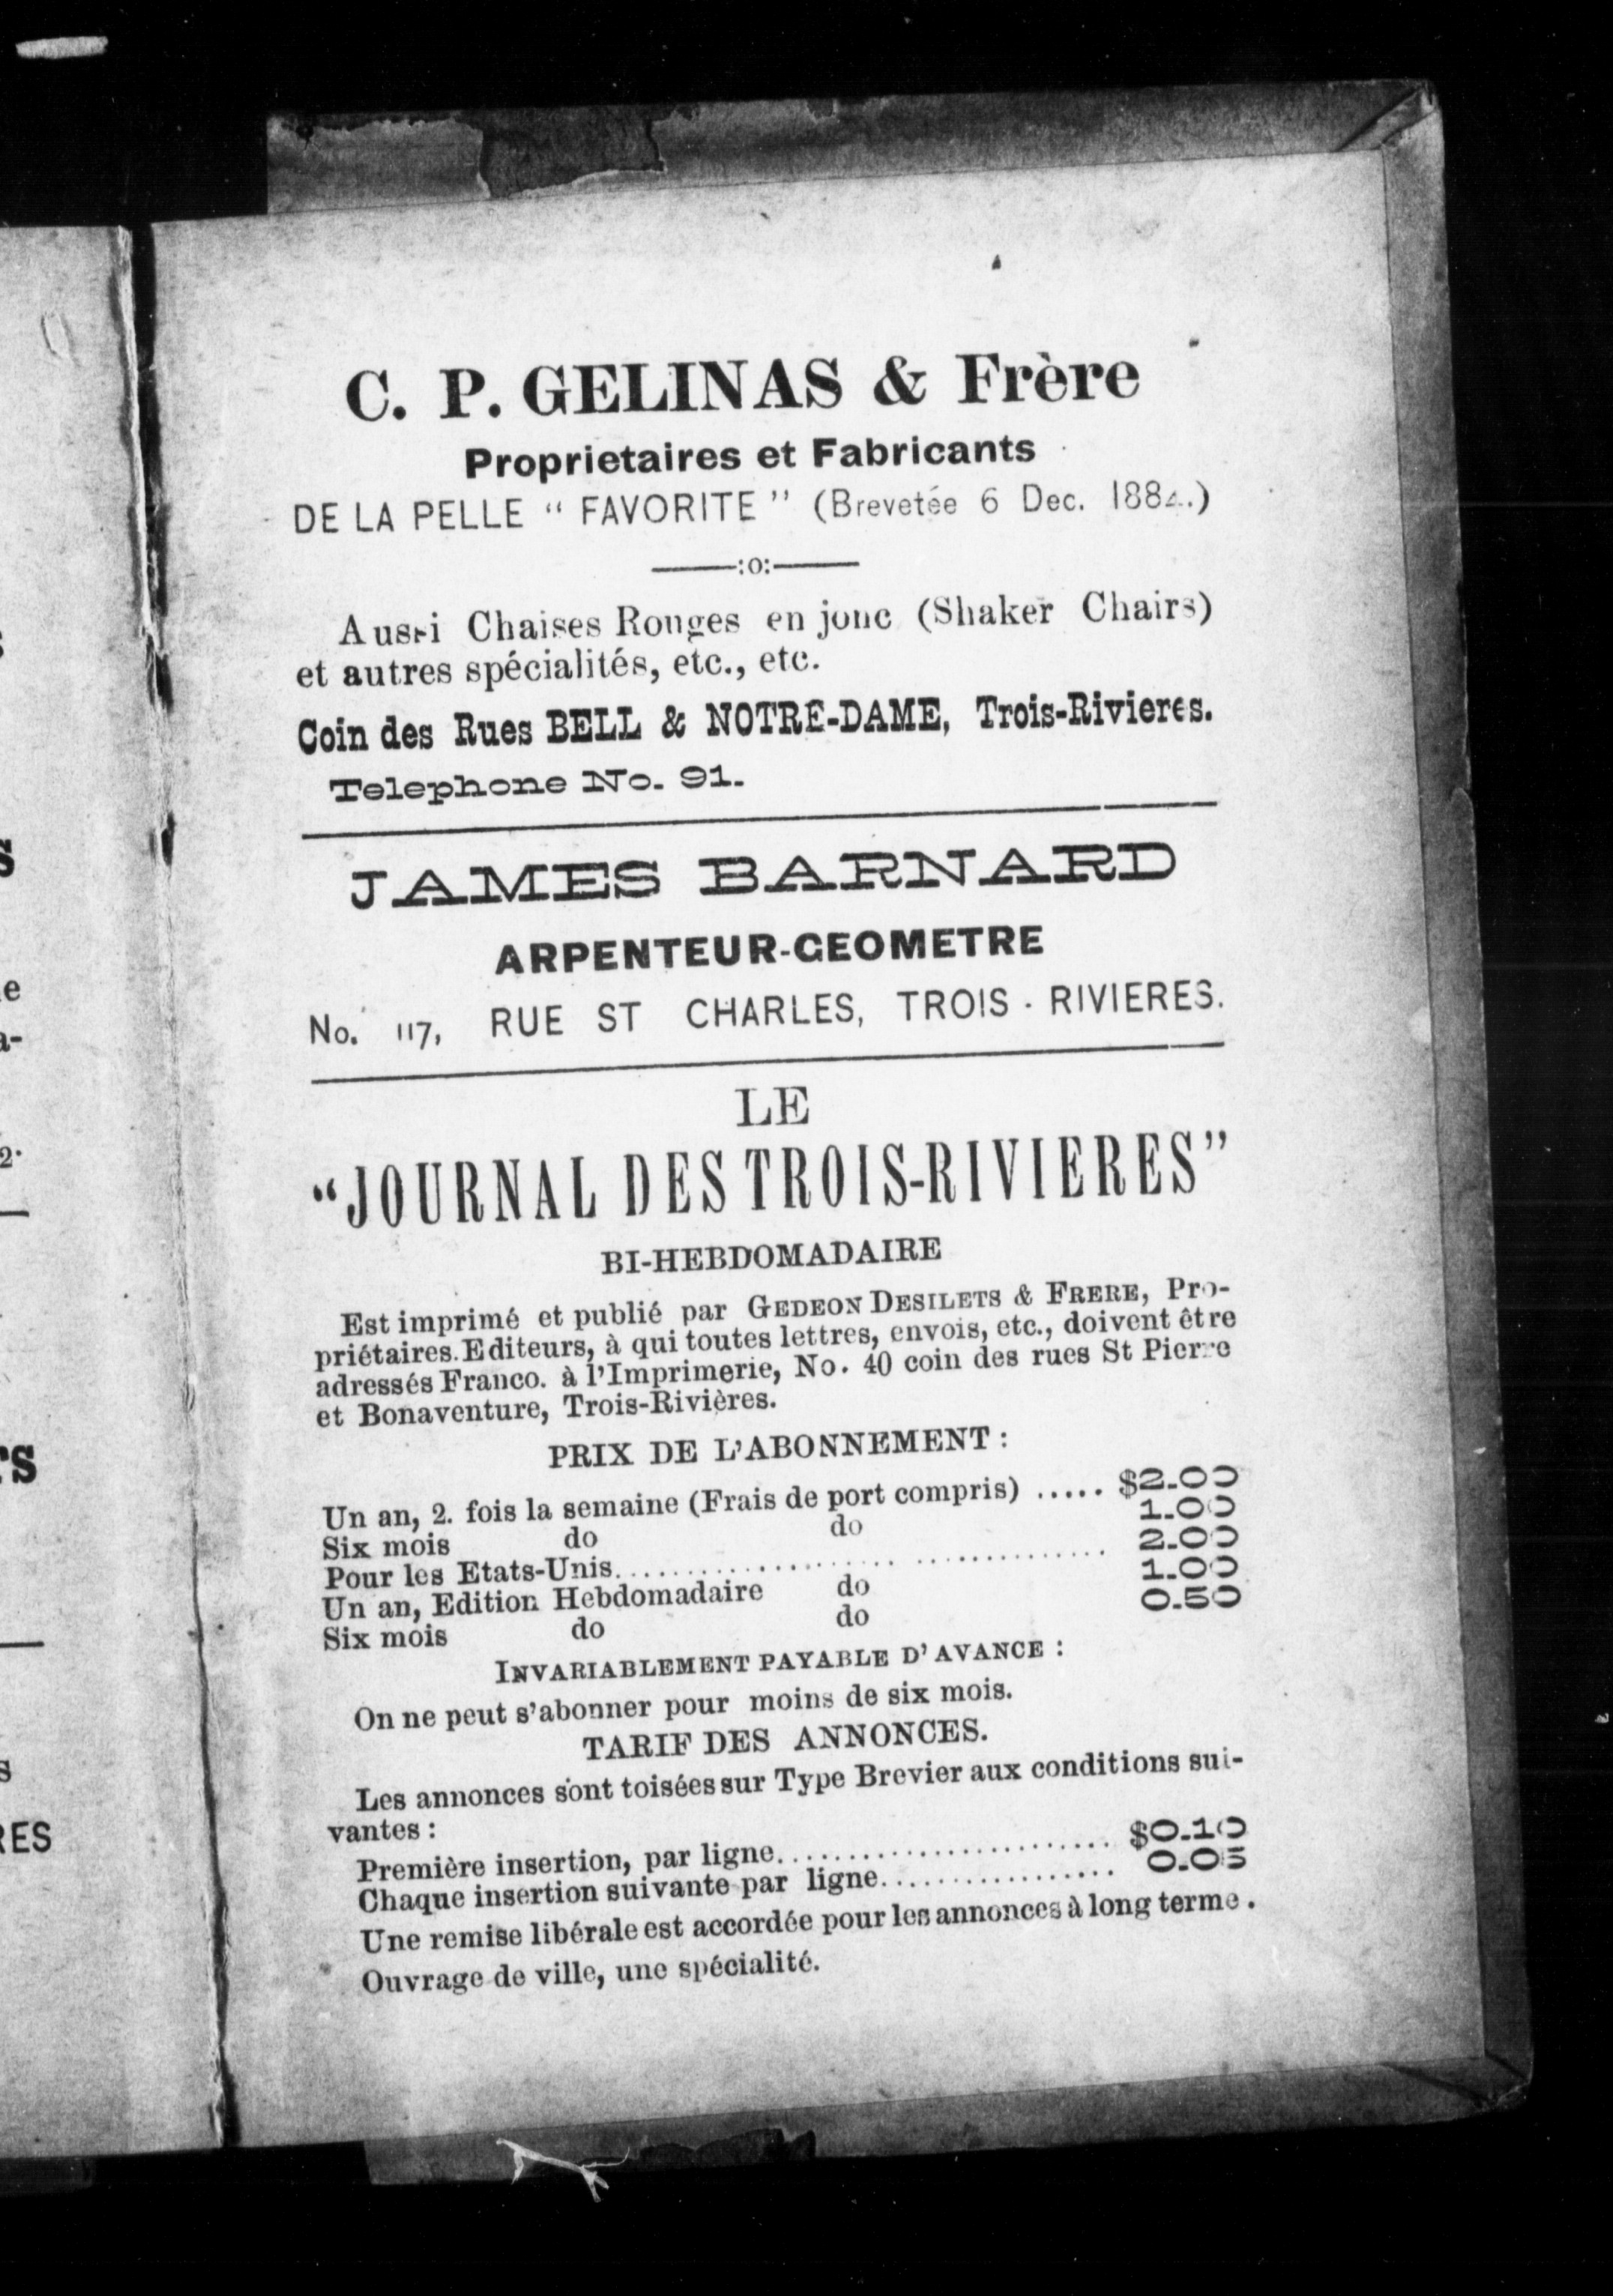 C. P. GELINAS & Frère
Proprietaires et Fabricants
DE LA PELLE “ FAVORITE ” (Brevetée 6 Dec.
——:o:——
Aussi Chaises Rouges en jonc (Shaker Chairs)
et autres spécialités, etc., etc.
Coin des Rues BELL & NOTRE-DAME, Trois-Rivieres.
Telephone No. 91.
JAMES BARNARD
ARPENTEUR-GEOMETRE
No. 117, RUE ST CHARLES, TROIS - RIVIERES.
LE
“JOURNAL DES TROIS-RIVIERES”
BI-HEBDOMADAIRE
Est imprimé et publié par GEDEON DESILETS & FRERE, Pro-
priétaires.Editeurs, à qui toutes lettres, envois, etc., doivent être
adressés Franco. à l’Imprimerie, No. 40 coin des rues St Pierre
et Bonaventure, Trois-Rivières.
PRIX DE L’ABONNEMENT :
Un an, 2. fois la semaine (Frais de port compris) ..... $2.00
Six mois do do 1.00
Pour les Etats-Unis........................................ 2.00
Un an, Edition Hebdomadaire do 1.00
Six mois do do 0.50
INVARIABLEMENT PAYABLE D’AVANCE :
On ne peut s’abonner pour moins de six mois.
TARIF DES ANNONCES.
Les annonces sont toisées sur Type Brevier aux conditions sui-
vantes :
Première insertion, par ligne........................ $0.10
Chaque insertion suivante par ligne................. 0.05
Une remise libérale est accordée pour les annonces à long terme .
Ouvrage de ville, une spécialité.